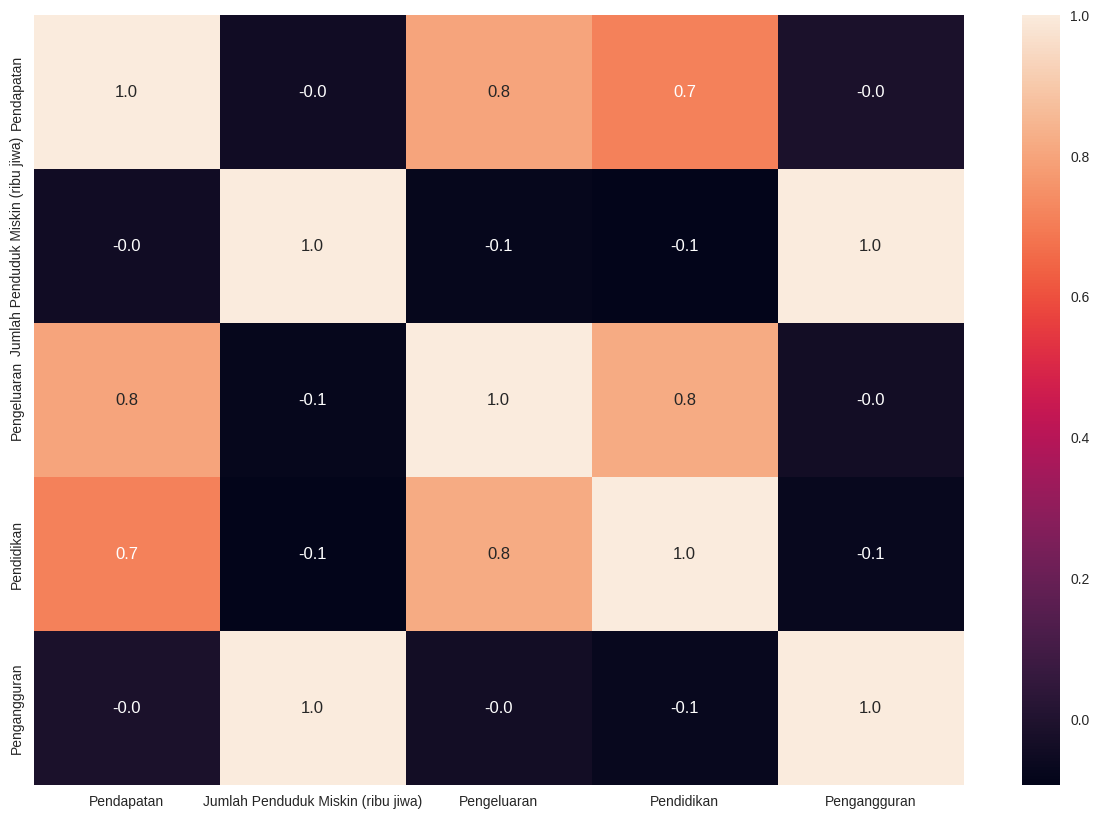 Pendapatan
1.0 -0.0 0.8 0.7 -0.0
Jumlah Penduduk Miskin (ribu jiwa)
-0.0 1.0 -0.1 -0.1 1.0
Pengeluaran
0.8 -0.1 1.0 0.8 -0.0
Pendidikan
0.7 -0.1 0.8 1.0 -0.1
Pengangguran
-0.0 1.0 -0.0 -0.1 1.0
Pendapatan Jumlah Penduduk Miskin (ribu jiwa) Pengeluaran Pendidikan Pengangguran
1.0
0.8
0.6
0.4
0.2
0.0